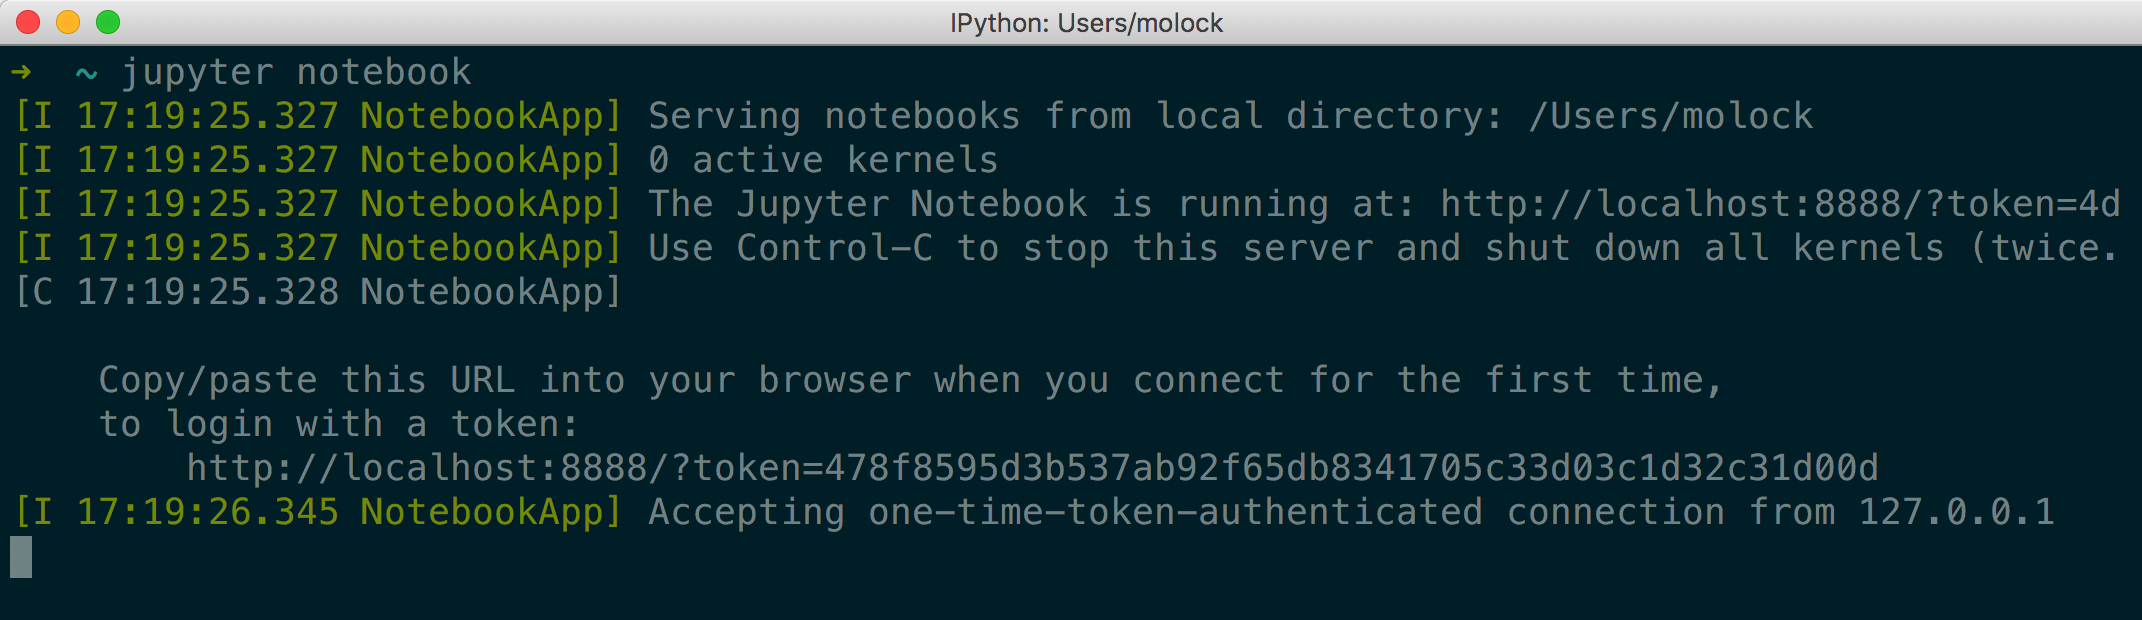 IPython: Users/molock
➜ ~ jupyter notebook
[I 17:19:25.327 NotebookApp] Serving notebooks from local directory: /Users/molock
[I 17:19:25.327 NotebookApp] 0 active kernels
[I 17:19:25.327 NotebookApp] The Jupyter Notebook is running at: http://localhost:8888/?token=4d
[I 17:19:25.327 NotebookApp] Use Control-C to stop this server and shut down all kernels (twice.
[C 17:19:25.328 NotebookApp]
Copy/paste this URL into your browser when you connect for the first time,
to login with a token:
http://localhost:8888/?token=478f8595d3b537ab92f65db8341705c33d03c1d32c31d00d
[I 17:19:26.345 NotebookApp] Accepting one-time-token-authenticated connection from 127.0.0.1